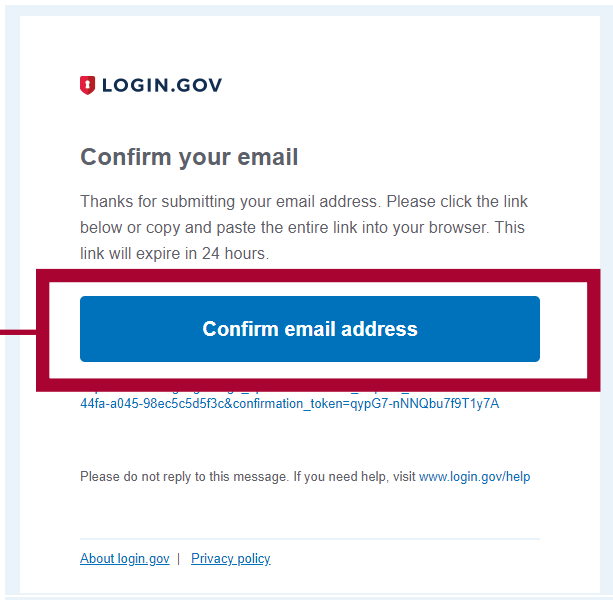 LOGIN.GOV
Confirm your email
Thanks for submitting your email address. Please click the link
below or copy and paste the entire link into your browser. This
link will expire in 24 hours.
Confirm email address
44fa-a045-98ec5c5d5f3c&confirmation_token=qypG7-nNNQbu7f9T1y7A
Please do not reply to this message. If you need help, visit www.login.gov/help
About login.gov | Privacy policy